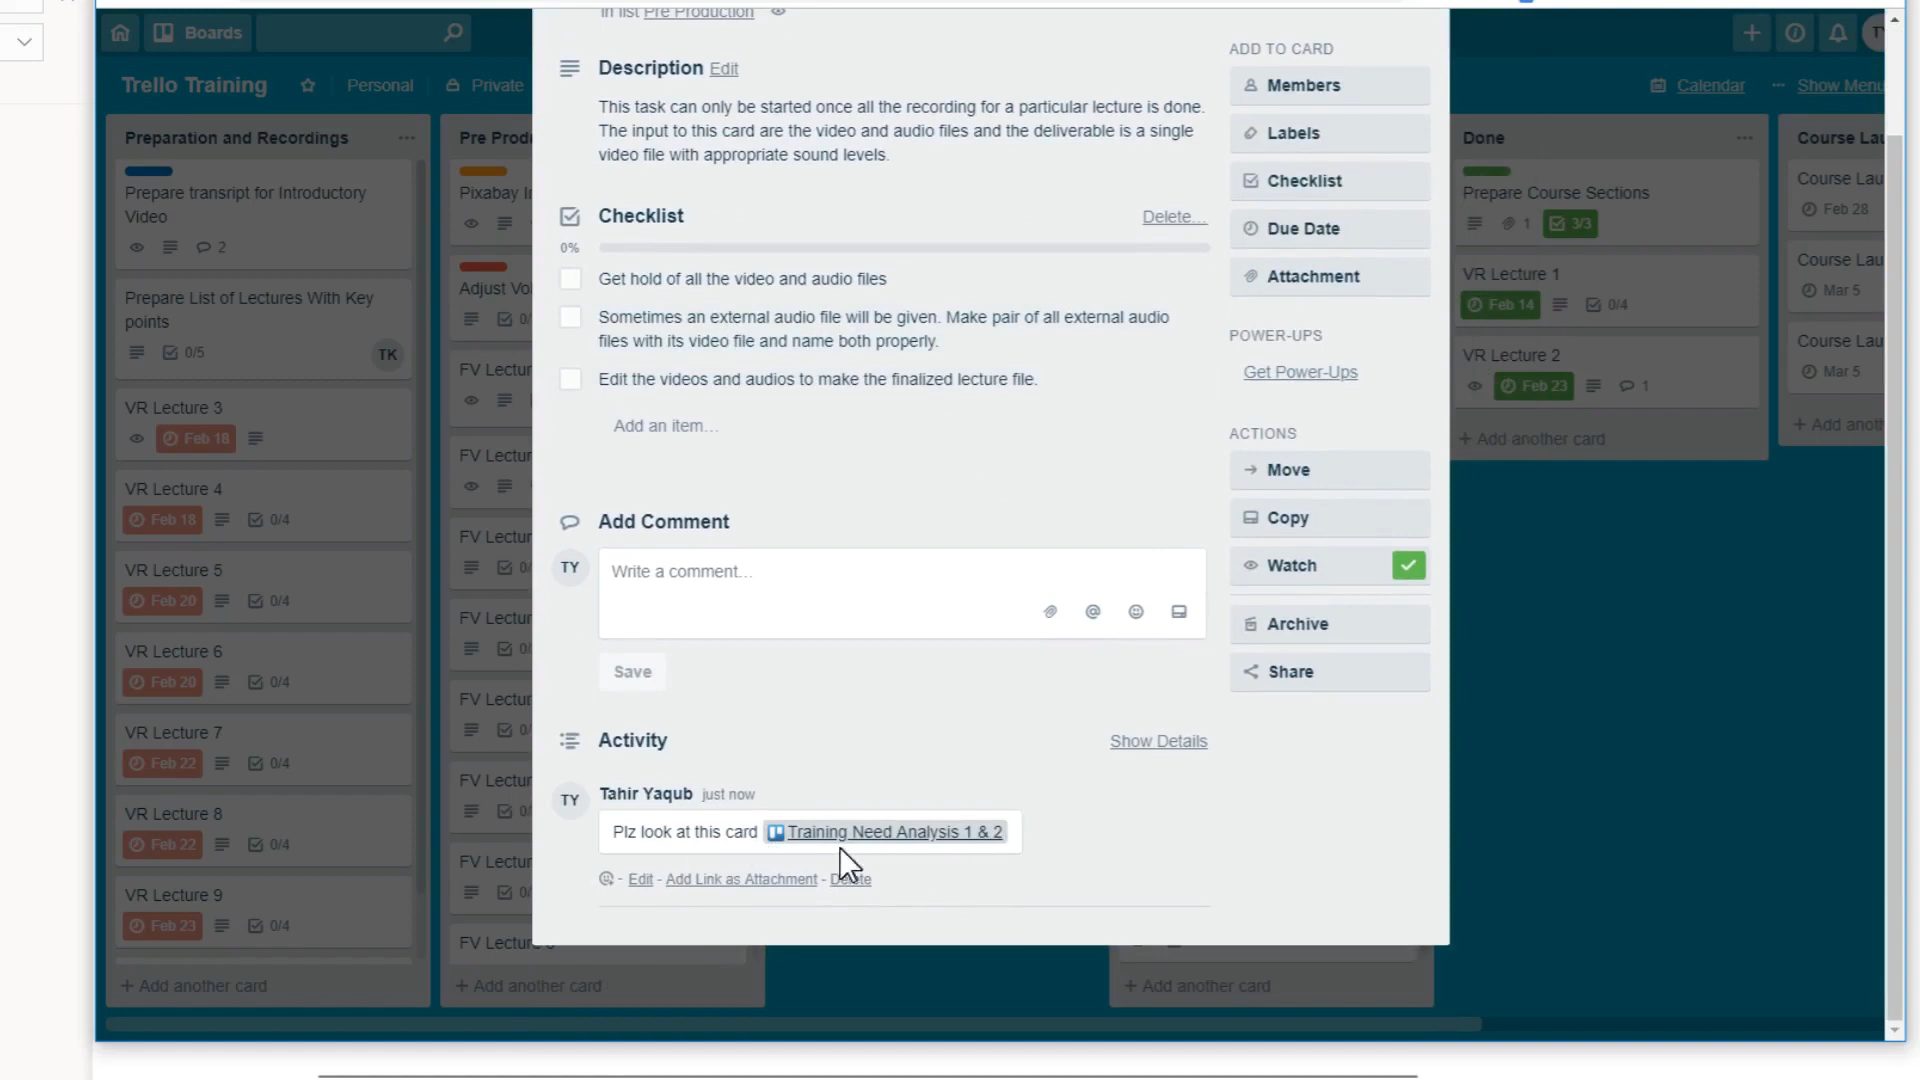 in list Pre Production
Boards
TY
Trello Training
Personal
Private
Calendar
Show Menu
Preparation and Recordings
Prepare transript for Introductory
Video
2
Prepare List of Lectures With Key
points
0/5
TK
VR Lecture 3
Feb 18
VR Lecture 4
Feb 18
0/4
VR Lecture 5
Feb 20
0/4
VR Lecture 6
Feb 20
0/4
VR Lecture 7
Feb 22
0/4
VR Lecture 8
Feb 22
0/4
VR Lecture 9
Feb 23
0/4
+ Add another card
Pre Produ
Pixabay
Adjust Vol
FV Lectur
FV Lectur
FV Lectur
FV Lectur
FV Lectur
FV Lectur
FV Lectur
FV Lecture
+ Add another card
Description Edit
This task can only be started once all the recording for a particular lecture is done.
The input to this card are the video and audio files and the deliverable is a single
video file with appropriate sound levels.
Checklist
Delete...
0%
Get hold of all the video and audio files
Sometimes an external audio file will be given. Make pair of all external audio
files with its video file and name both properly.
Edit the videos and audios to make the finalized lecture file.
Add an item...
Add Comment
TY
Write a comment...
@
Save
Activity
Show Details
TY
Tahir Yaqub just now
Plz look at this card Training Need Analysis 1 & 2
- Edit - Add Link as Attachment - Delete
ADD TO CARD
Members
Labels
Checklist
Due Date
Attachment
POWER-UPS
Get Power-Ups
ACTIONS
Move
Copy
Watch
Archive
Share
+ Add another card
Done
Prepare Course Sections
1
3/3
VR Lecture 1
Feb 14
0/4
VR Lecture 2
Feb 23
1
+ Add another card
Course Lau
Course Lau
Feb 28
Course Lau
Mar 5
Course Lau
Mar 5
+ Add anoth